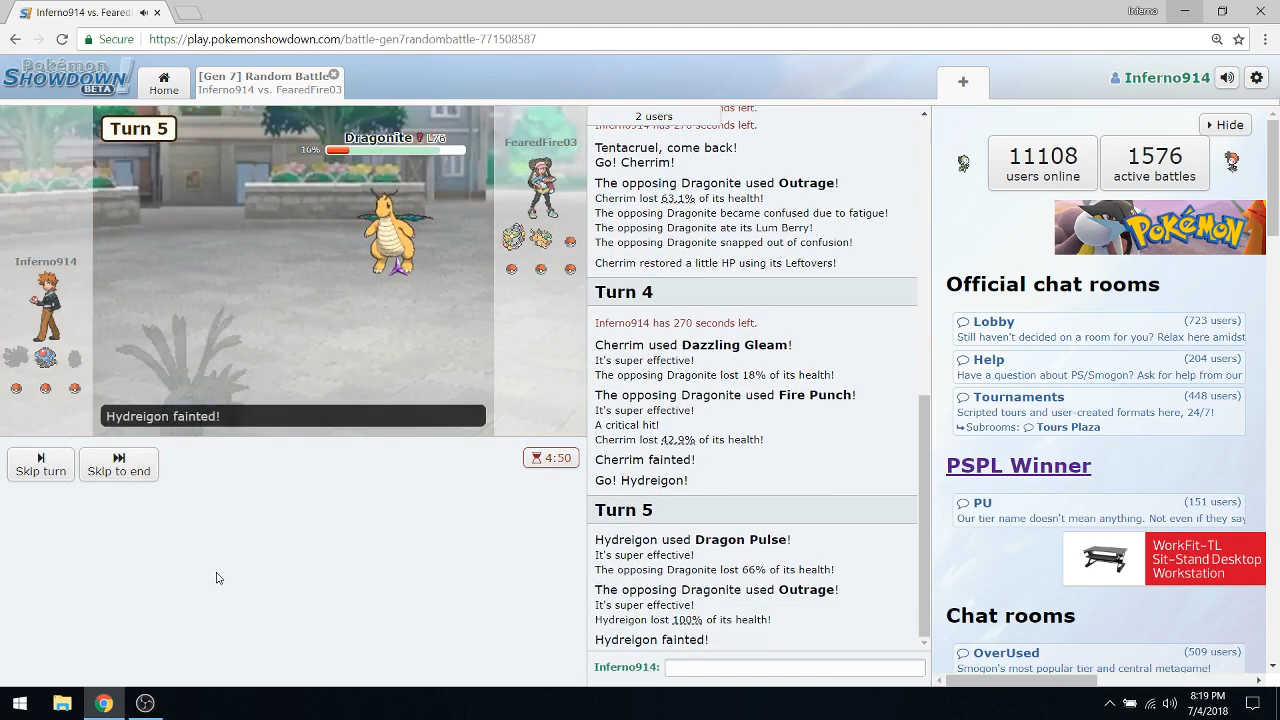 Inferno914 vs. FearedF
Inferno
Secure
https://play.pokemonshowdown.com/battle-gen7randombattle-771508587
Pokémon
SHOWDOWN!
BETA
Home
[Gen 7] Random Battle
Inferno914 vs. FearedFire03
+
Inferno914
Turn 5
Dragonite L76
16%
FearedFire03
Inferno914
Hydreigon fainted!
Skip turn
Skip to end
4:50
2 users
s left.
Tentacruel, come back!
Go! Cherrim!
The opposing Dragonite used Outrage!
Cherrim lost 63.1% of its health!
The opposing Dragonite became confused due to fatigue!
The opposing Dragonite ate its Lum Berry!
The opposing Dragonite snapped out of confusion!
Cherrim restored a little HP using its Leftovers!
Turn 4
Inferno914 has 270 seconds left.
Cherrim used Dazzling Gleam!
It's super effective!
The opposing Dragonite lost 18% of its health!
The opposing Dragonite used Fire Punch!
It's super effective!
A critical hit!
Cherrim lost 42.9% of its health!
Cherrim fainted!
Go! Hydreigon!
Turn 5
Hydreigon used Dragon Pulse!
It's super effective!
The opposing Dragonite lost 66% of its health!
The opposing Dragonite used Outrage!
It's super effective!
Hydreigon lost 100% of its health!
Hydreigon fainted!
Inferno914:
Hide
11108
users online
1576
active battles
Pokémon
Official chat rooms
Lobby (723 users)
Still haven't decided on a room for you? Relax here amidst
Help (204 users)
Have a question about PS/Smogon? Ask for help from our
Tournaments (448 users)
Scripted tours and user-created formats here, 24/7!
Subrooms: Tours Plaza
PSPL Winner
PU (151 users)
Our tier name doesn't mean anything. Not even if they say
WorkFit-TL
Sit-Stand Desktop
Workstation
Chat rooms
OverUsed (509 users)
Smogon's most popular tier and central metagame!
8:19 PM
7/4/2018